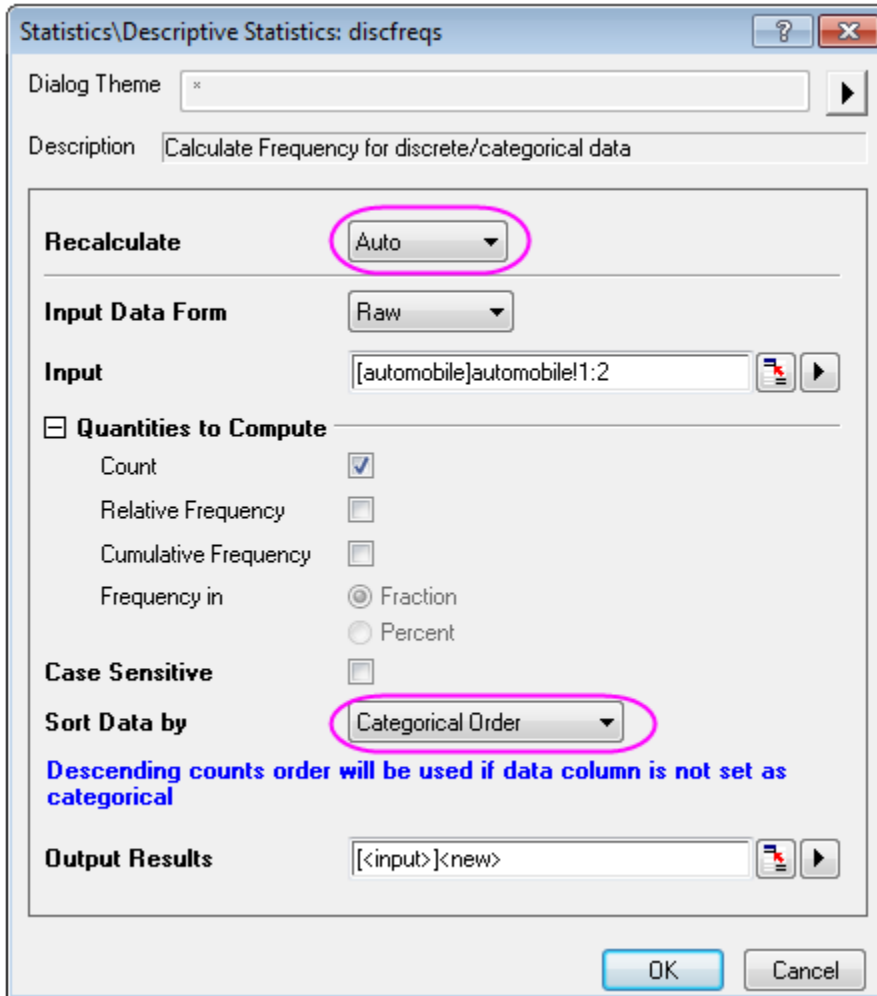 Statistics\Descriptive Statistics: discfreqs
Dialog Theme *
Description Calculate Frequency for discrete/categorical data
Recalculate Auto
Input Data Form Raw
Input [automobile]automobile!1:2
Quantities to Compute
Count
Relative Frequency
Cumulative Frequency
Frequency in Fraction
Percent
Case Sensitive
Sort Data by Categorical Order
Descending counts order will be used if data column is not set as
categorical
Output Results [<input>]<new>
OK Cancel